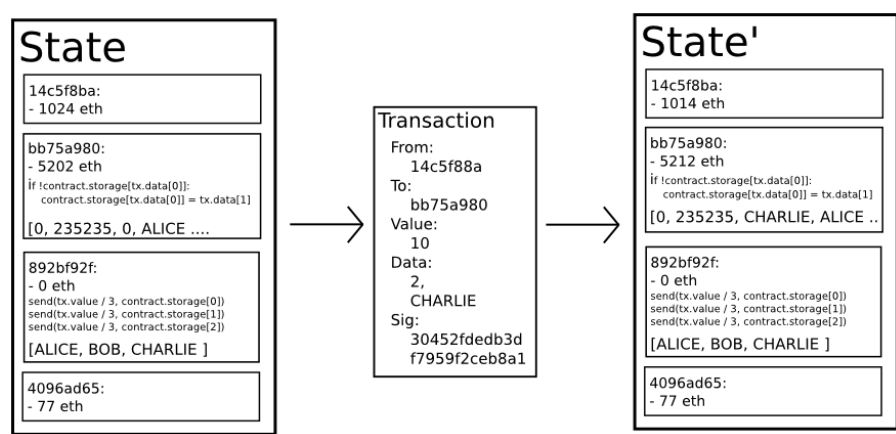 State
14c5f8ba:
- 1024 eth
bb75a980:
- 5202 eth
if !contract.storage[tx.data[0]]:
contract.storage[tx.data[0]] = tx.data[1]
[0, 235235, 0, ALICE ....
892bf92f:
- 0 eth
send(tx.value / 3, contract.storage[0])
send(tx.value / 3, contract.storage[1])
send(tx.value / 3, contract.storage[2])
[ALICE, BOB, CHARLIE ]
4096ad65:
- 77 eth
Transaction
From:
14c5f88a
To:
bb75a980
Value:
10
Data:
2,
CHARLIE
Sig:
30452fdedb3d
f7959f2ceb8a1
State'
14c5f8ba:
- 1014 eth
bb75a980:
- 5212 eth
if !contract.storage[tx.data[0]]:
contract.storage[tx.data[0]] = tx.data[1]
[0, 235235, CHARLIE, ALICE ..
892bf92f:
- 0 eth
send(tx.value / 3, contract.storage[0])
send(tx.value / 3, contract.storage[1])
send(tx.value / 3, contract.storage[2])
[ALICE, BOB, CHARLIE ]
4096ad65:
- 77 eth